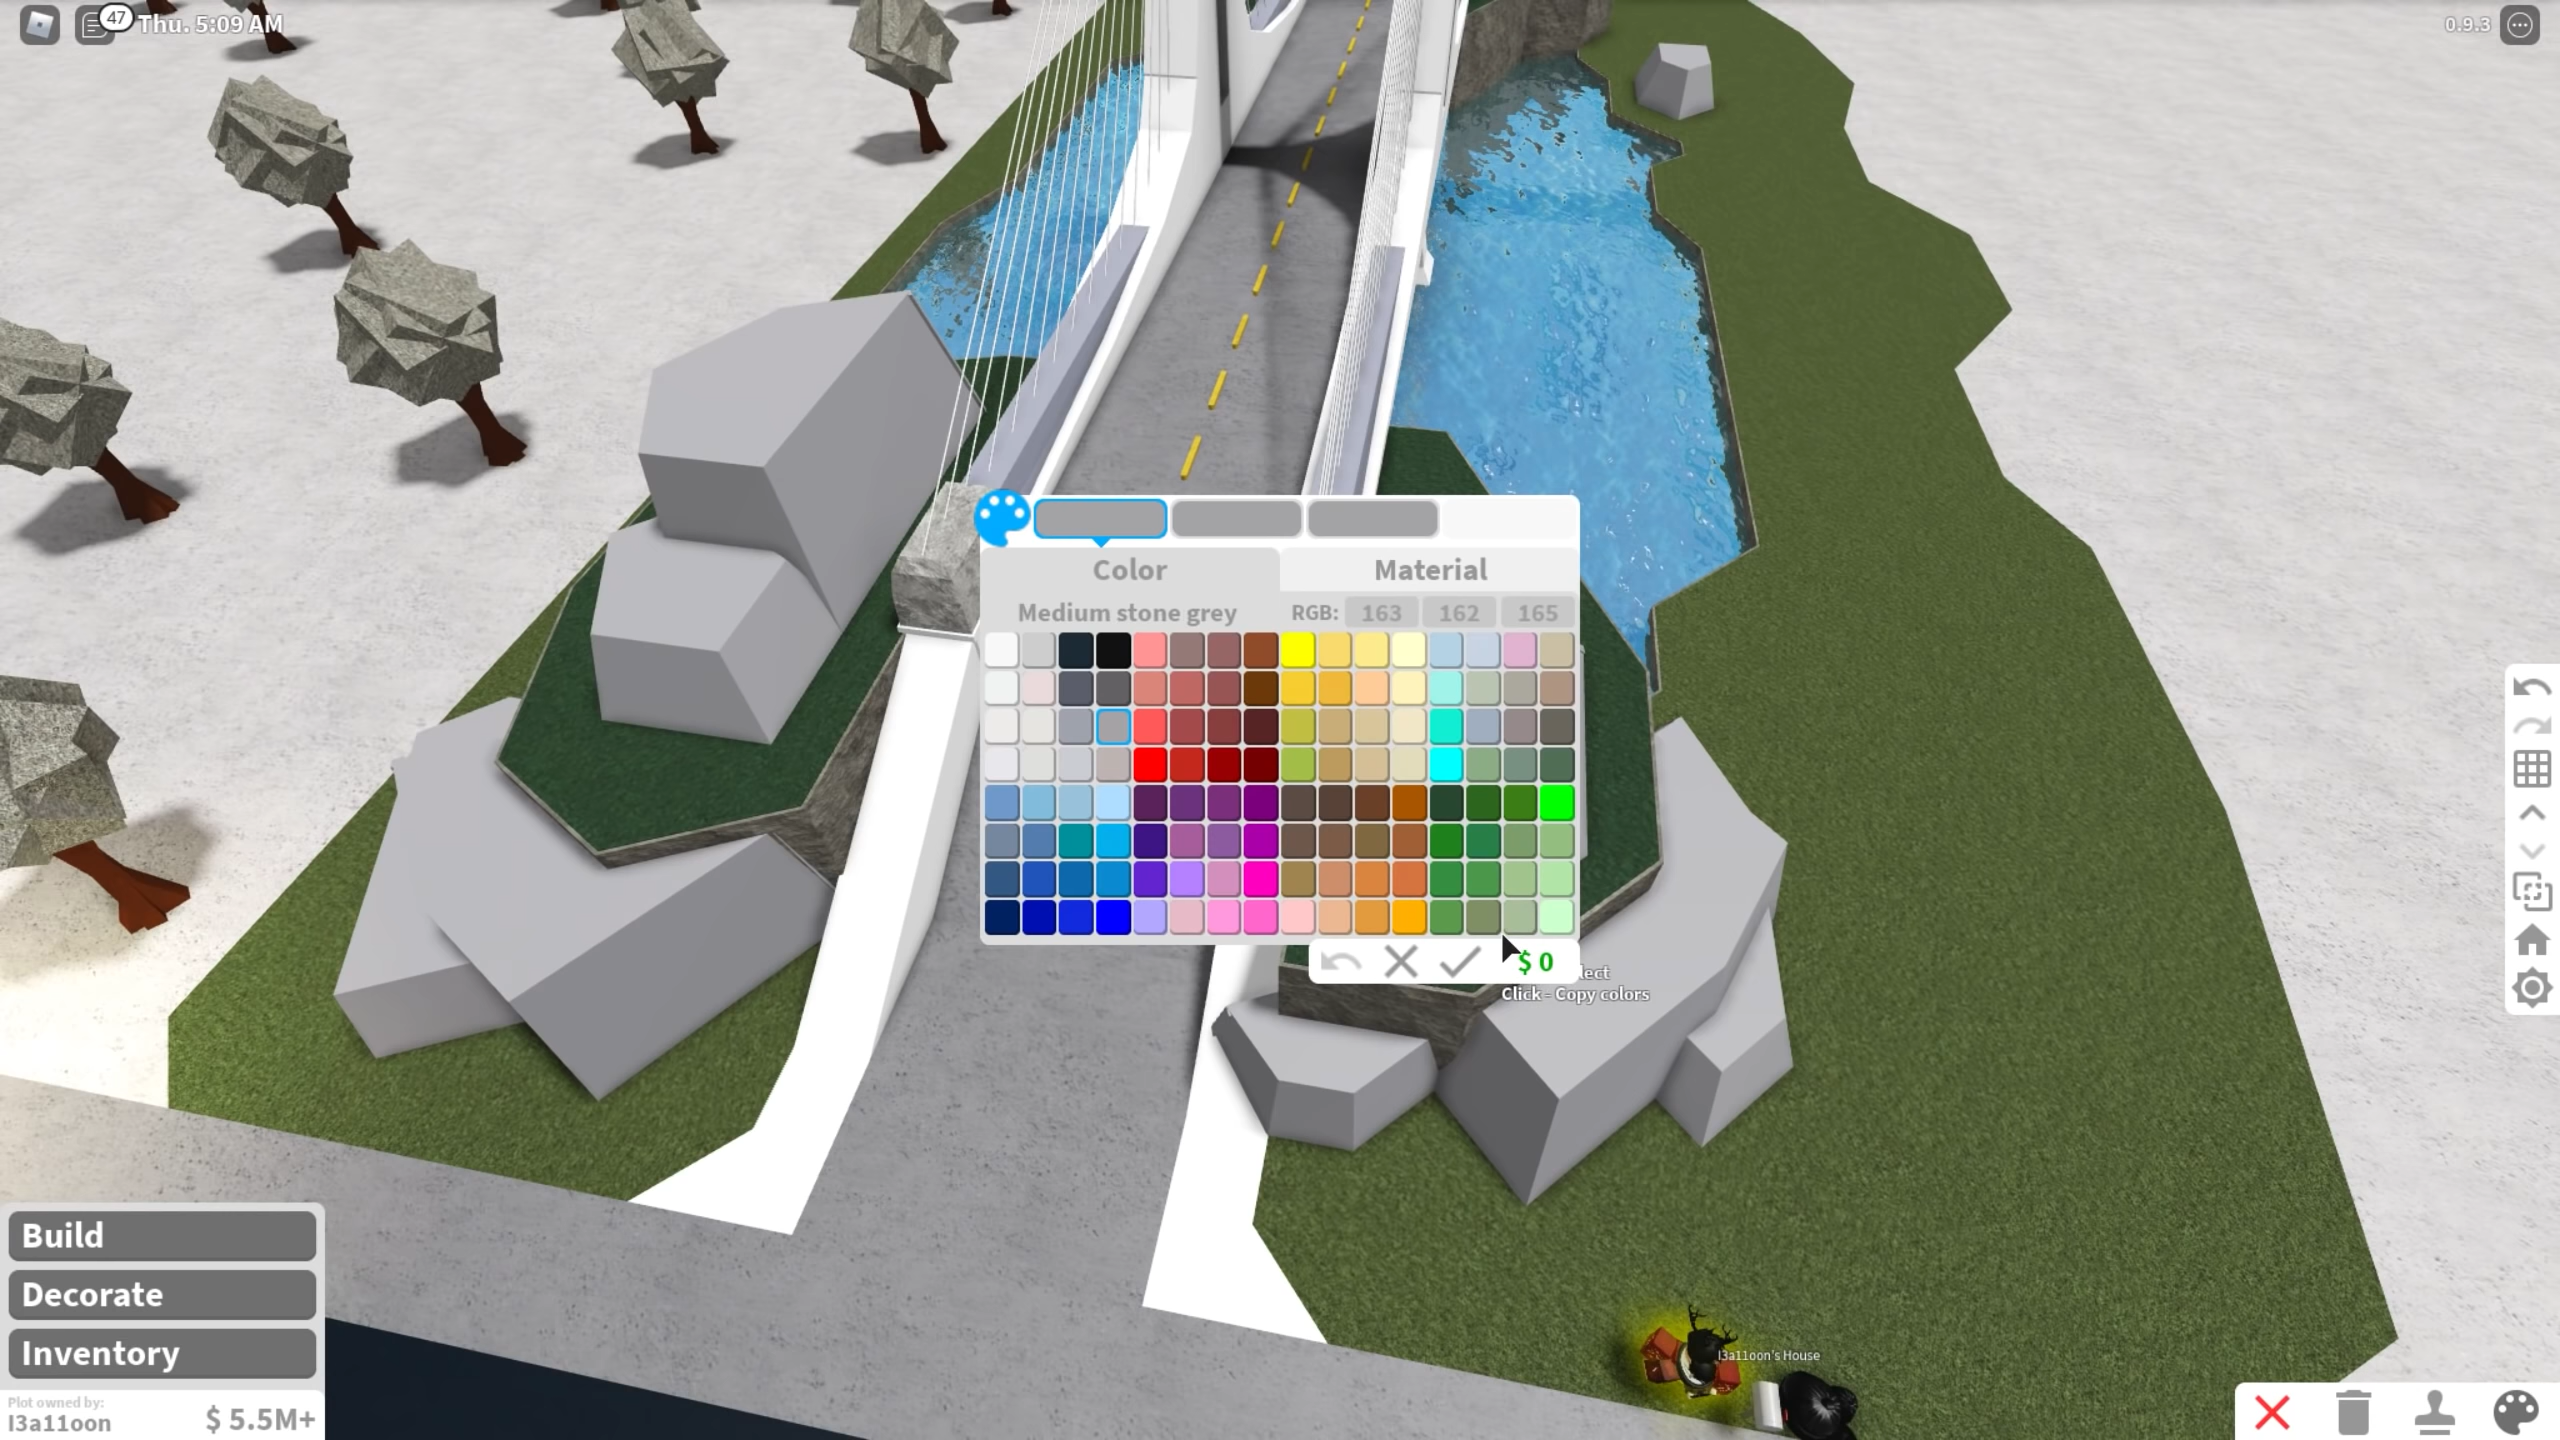 47
Thu. 5:09 AM
0.9.3
Color
Material
Medium stone grey
RGB: 163 162 165
$ 0
lect
Click - Copy colors
Build
Decorate
Inventory
Plot owned by:
l3a11oon
$ 5.5M+
l3a11oon's House